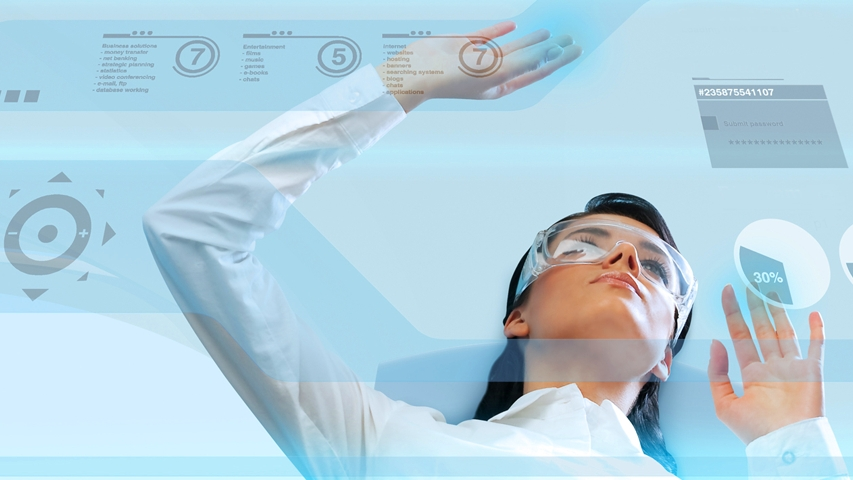 Business solutions
- money transfer
- net banking
- strategic planning
- statistics
- video conferencing
- e-mail, ftp
- database working
7
Entertainment
- films
- music
- games
- e-books
- chats
5
Internet
- websites
- hosting
- banners
- searching systems
- blogs
- chats
- applications
7
#235875541107
Submit password
30%
- +